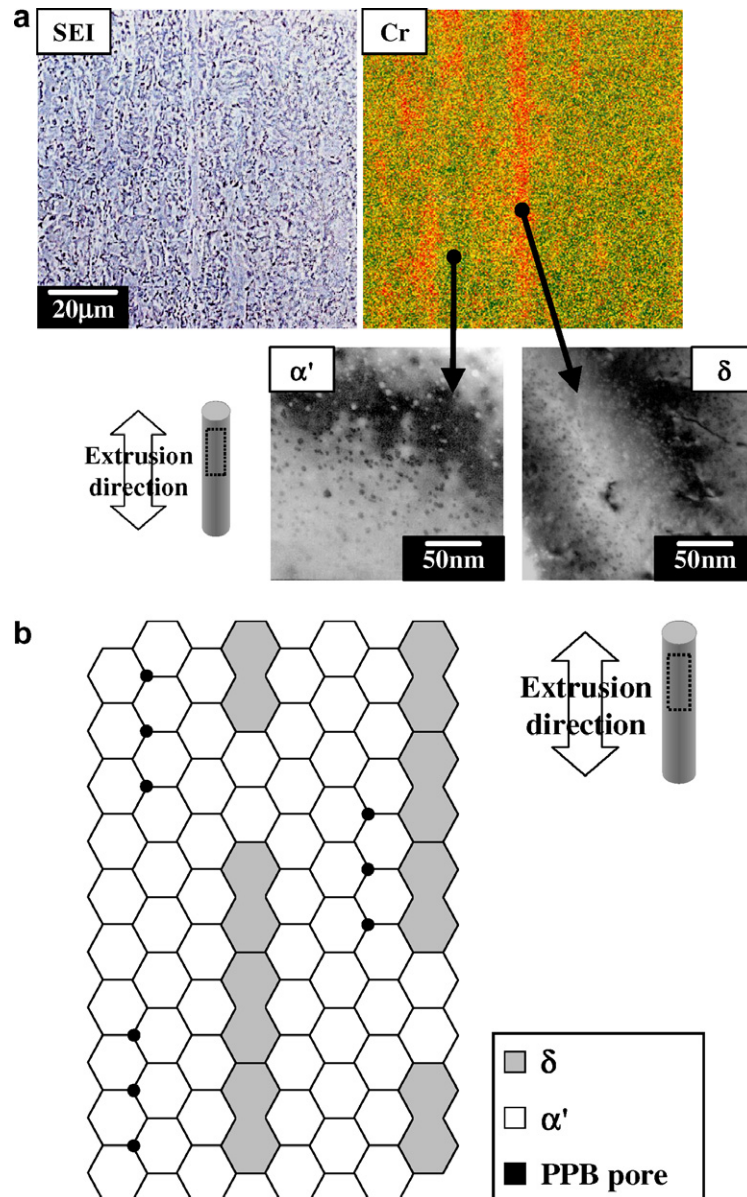 a
SEI
Cr
20μm
α'
δ
Extrusion
direction
50nm
50nm
b
Extrusion
direction
δ
α'
PPB pore